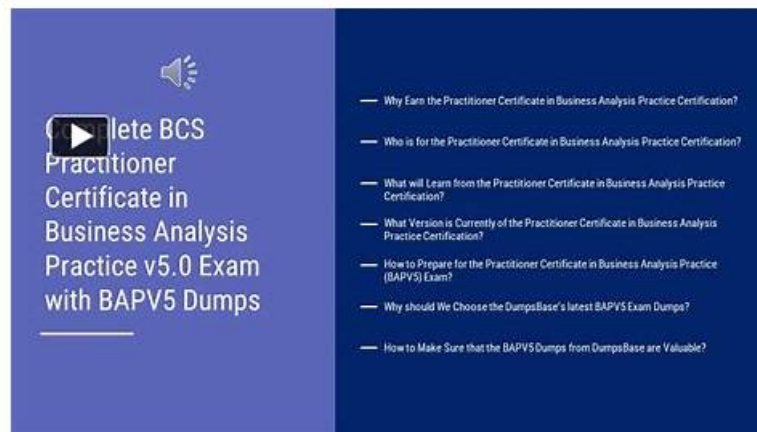 Complete BCS
Practitioner
Certificate in
Business Analysis
Practice v5.0 Exam
with BAPV5 Dumps
Why Earn the Practitioner Certificate in Business Analysis Practice Certification?
Who is for the Practitioner Certificate in Business Analysis Practice Certification?
What will Learn from the Practitioner Certificate in Business Analysis Practice
Certification?
What Version is Currently of the Practitioner Certificate in Business Analysis
Practice Certification?
How to Prepare for the Practitioner Certificate in Business Analysis Practice
(BAPV5) Exam?
Why should We Choose the DumpsBase's latest BAPV5 Exam Dumps?
How to Make Sure that the BAPV5 Dumps from DumpsBase are Valuable?